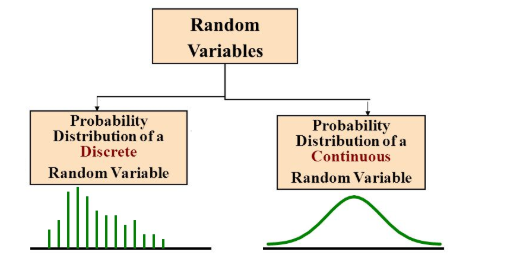 Random
Variables
Probability
Distribution of a
Discrete
Random Variable
Probability
Distribution of a
Continuous
Random Variable